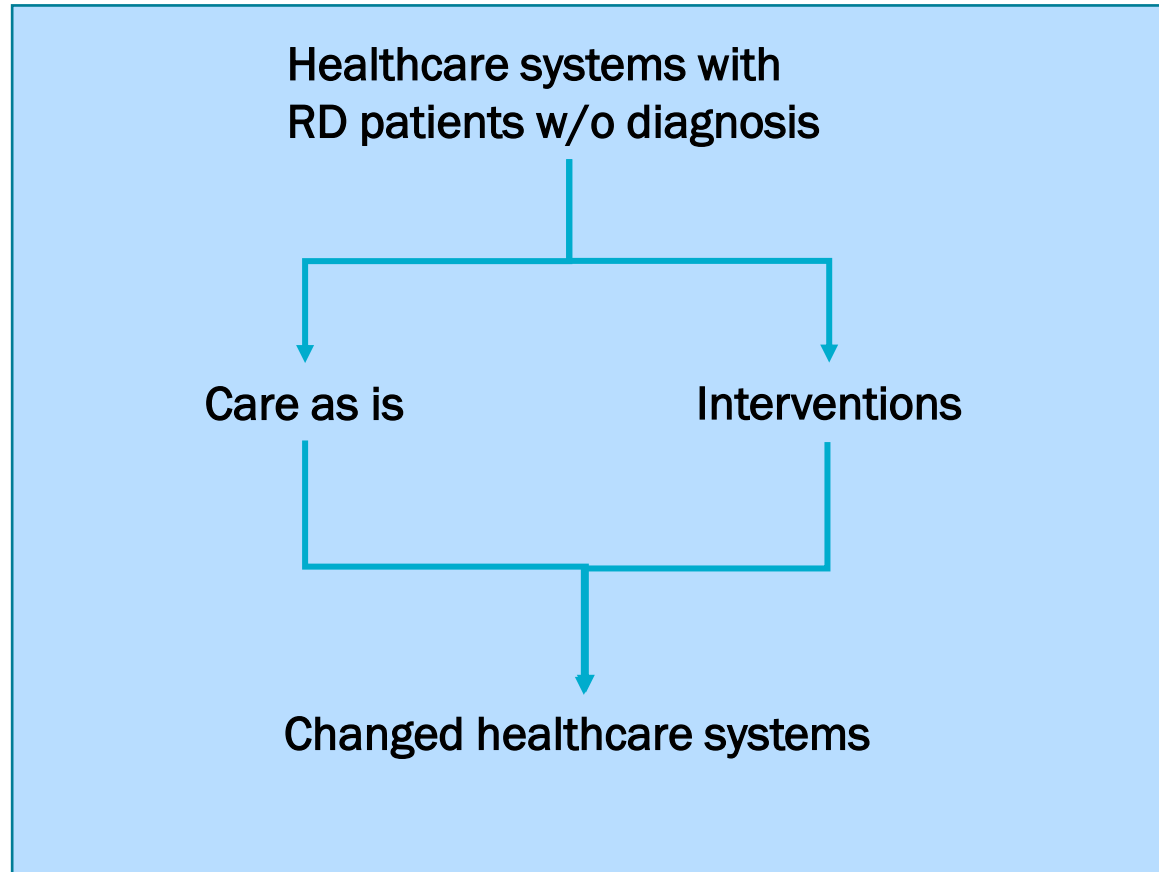 Healthcare systems with
RD patients w/o diagnosis
Care as is
Interventions
Changed healthcare systems